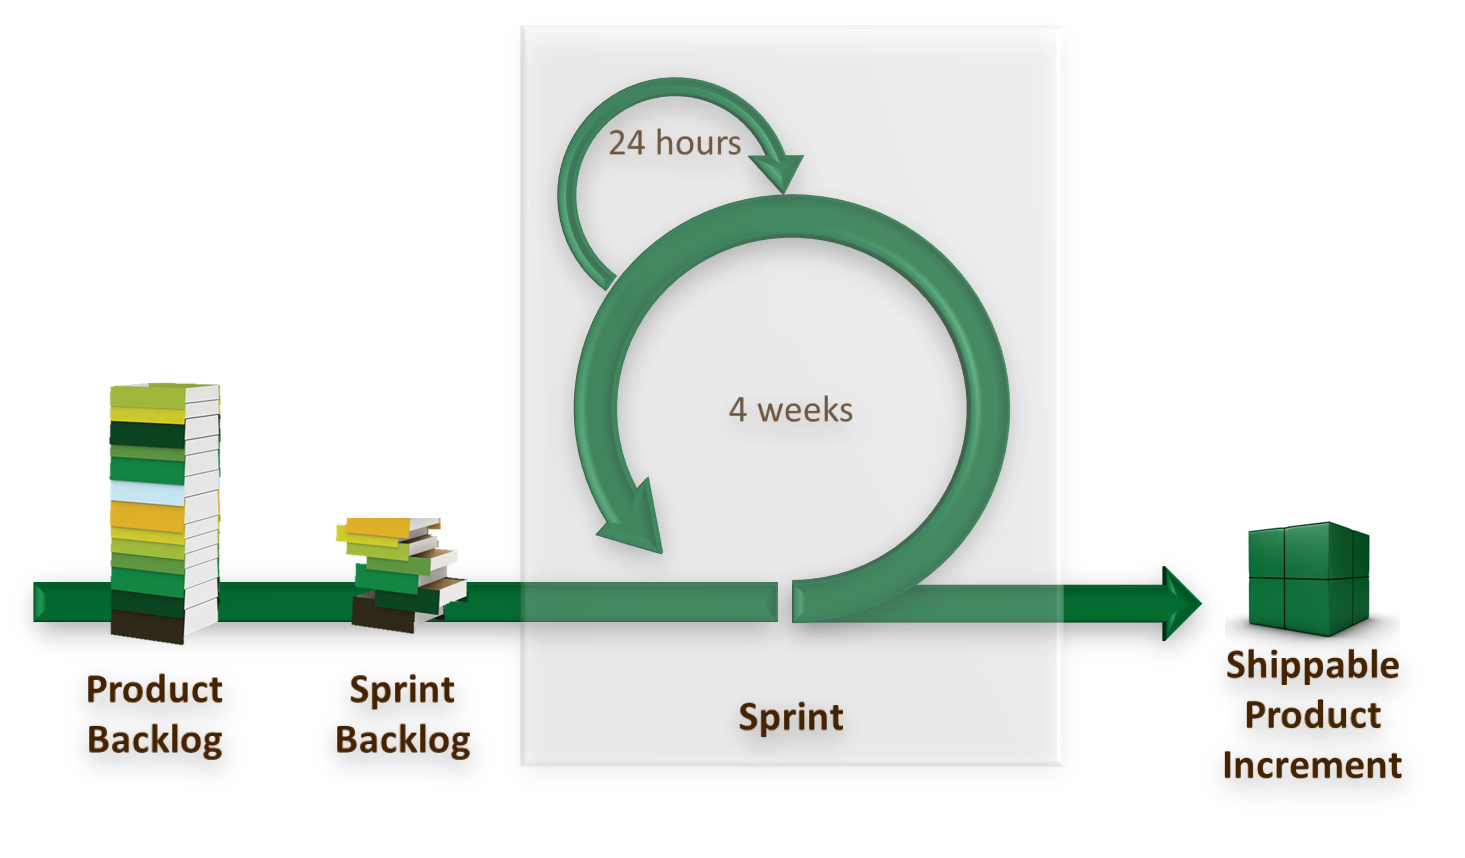 24 hours
4 weeks
Product
Backlog
Sprint
Backlog
Sprint
Shippable
Product
Increment